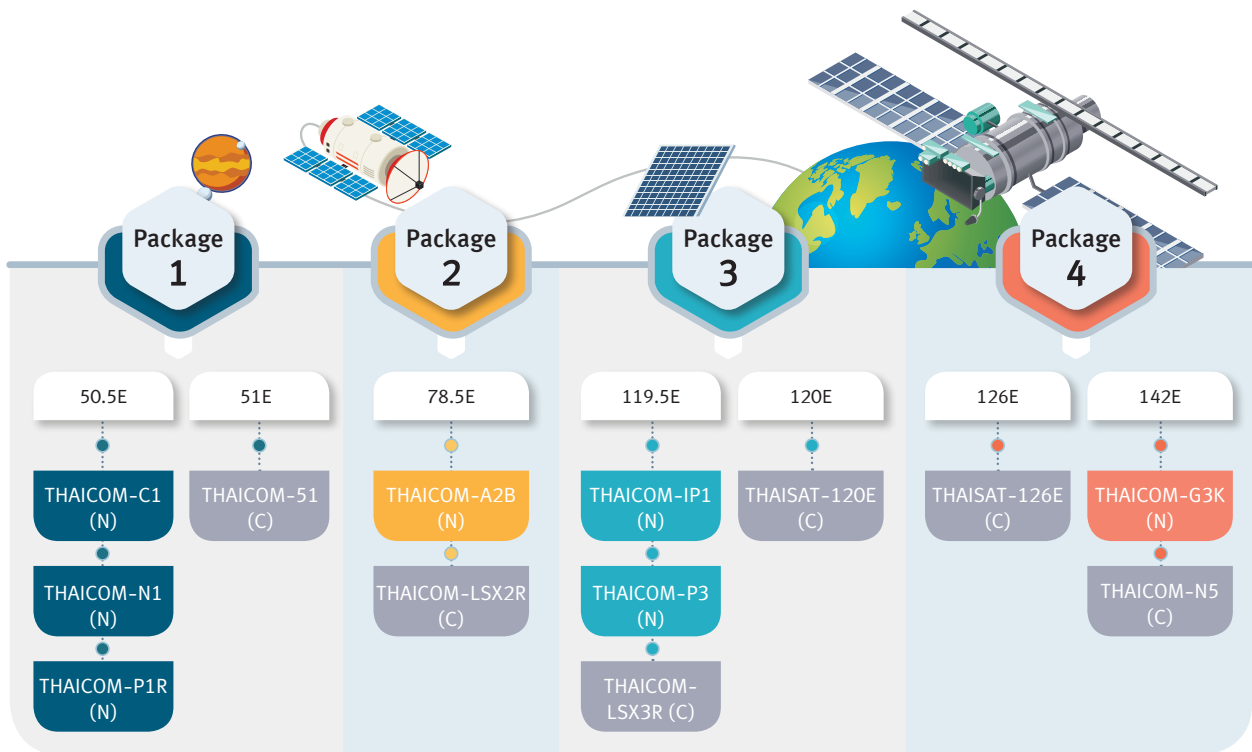 Package
1
50.5E
THAICOM-C1
(N)
THAICOM-N1
(N)
THAICOM-P1R
(N)
51E
THAICOM-51
(C)
Package
2
78.5E
THAICOM-A2B
(N)
THAICOM-LSX2R
(C)
Package
3
119.5E
THAICOM-IP1
(N)
THAICOM-P3
(N)
THAICOM-
LSX3R (C)
120E
THAISAT-120E
(C)
Package
4
126E
THAISAT-126E
(C)
142E
THAICOM-G3K
(N)
THAICOM-N5
(C)